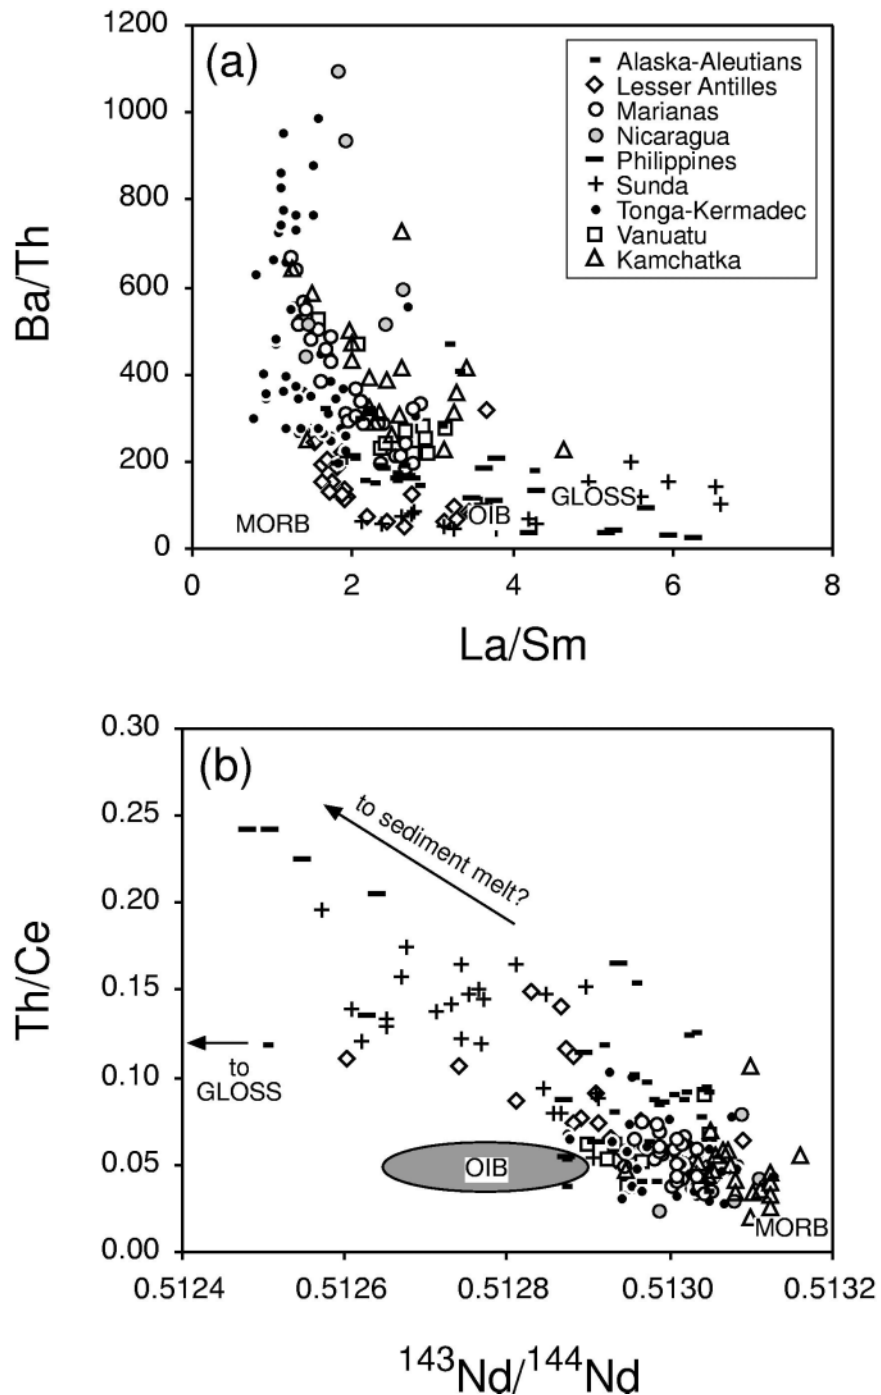 (a)
1200
1000
800
600
400
200
0
Ba/Th
Alaska-Aleutians
Lesser Antilles
Marianas
Nicaragua
Philippines
Sunda
Tonga-Kermadec
Vanuatu
Kamchatka
MORB
OIB
GLOSS
0 2 4 6 8
La/Sm
(b)
0.30
0.25
0.20
0.15
0.10
0.05
0.00
Th/Ce
to sediment melt?
to
GLOSS
OIB
MORB
0.5124 0.5126 0.5128 0.5130 0.5132
¹⁴³Nd/¹⁴⁴Nd